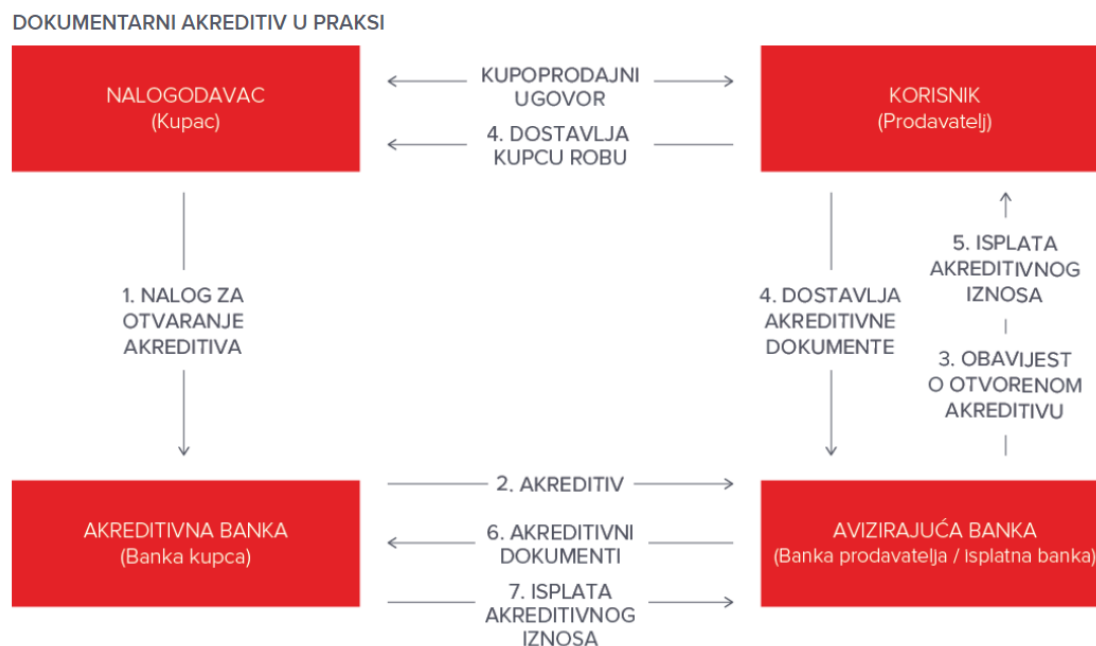 DOKUMENTARNI AKREDITIV U PRAKSI
NALOGODAVAC
(Kupac)
KUPOPRODAJNI
UGOVOR
4. DOSTAVLJA
KUPCU ROBU
KORISNIK
(Prodavatelj)
1. NALOG ZA
OTVARANJE
AKREDITIVA
4. DOSTAVLJA
AKREDITIVNE
DOKUMENTE
5. ISPLATA
AKREDITIVNOG
IZNOSA
3. OBAVIJEST
O OTVORENOM
AKREDITIVU
AKREDITIVNA BANKA
(Banka kupca)
2. AKREDITIV
6. AKREDITIVNI
DOKUMENTI
7. ISPLATA
AKREDITIVNOG
IZNOSA
AVIZIRAJUĆA BANKA
(Banka prodavatelja / Isplatna banka)